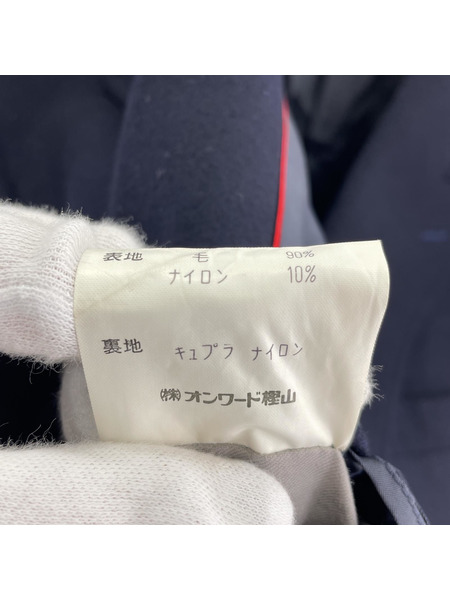 表地 毛 90%
ナイロン 10%
裏地 キュプラ ナイロン
㈱オンワード樫山